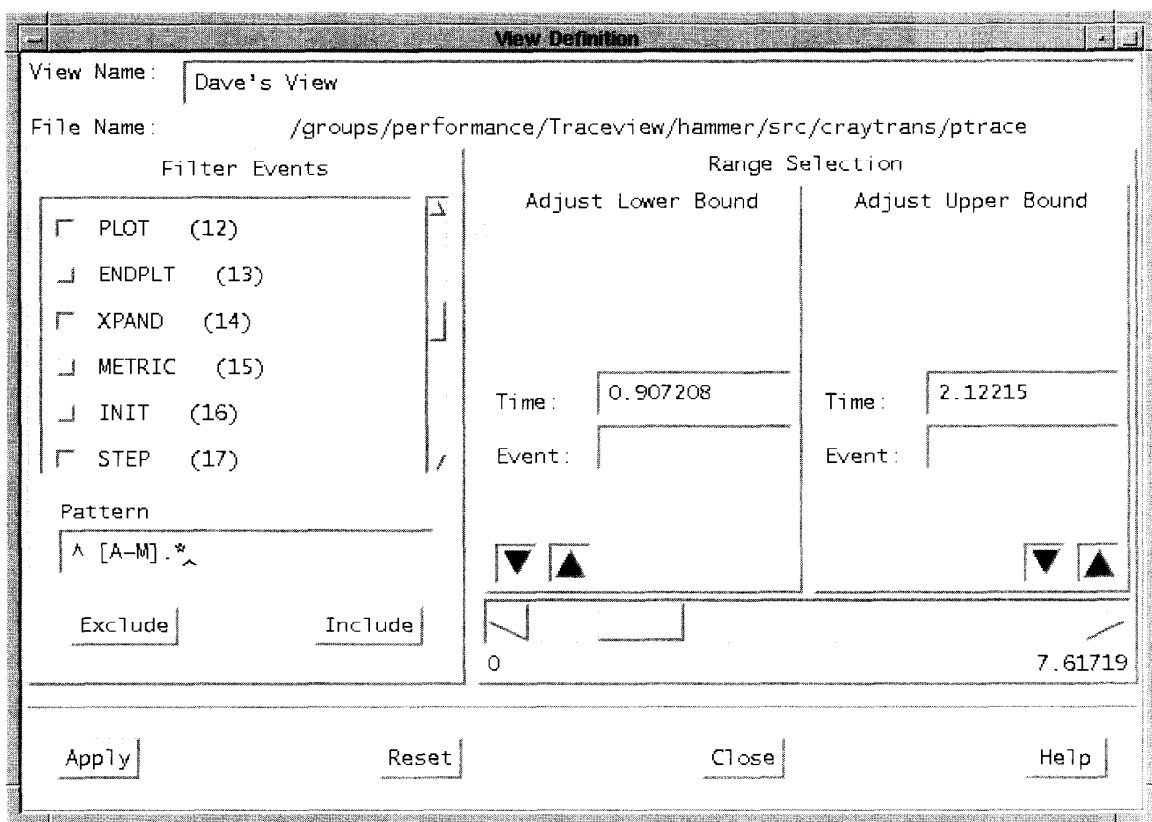 View Definition
View Name: Dave's View
File Name: /groups/performance/Traceview/hammer/src/craytrans/ptrace
Filter Events
PLOT (12)
ENDPLT (13)
XPAND (14)
METRIC (15)
INIT (16)
STEP (17)
Pattern
^ [A-M].*
Exclude Include
Range Selection
Adjust Lower Bound
Time: 0.907208
Event:
Adjust Upper Bound
Time: 2.12215
Event:
0 7.61719
Apply Reset Close Help